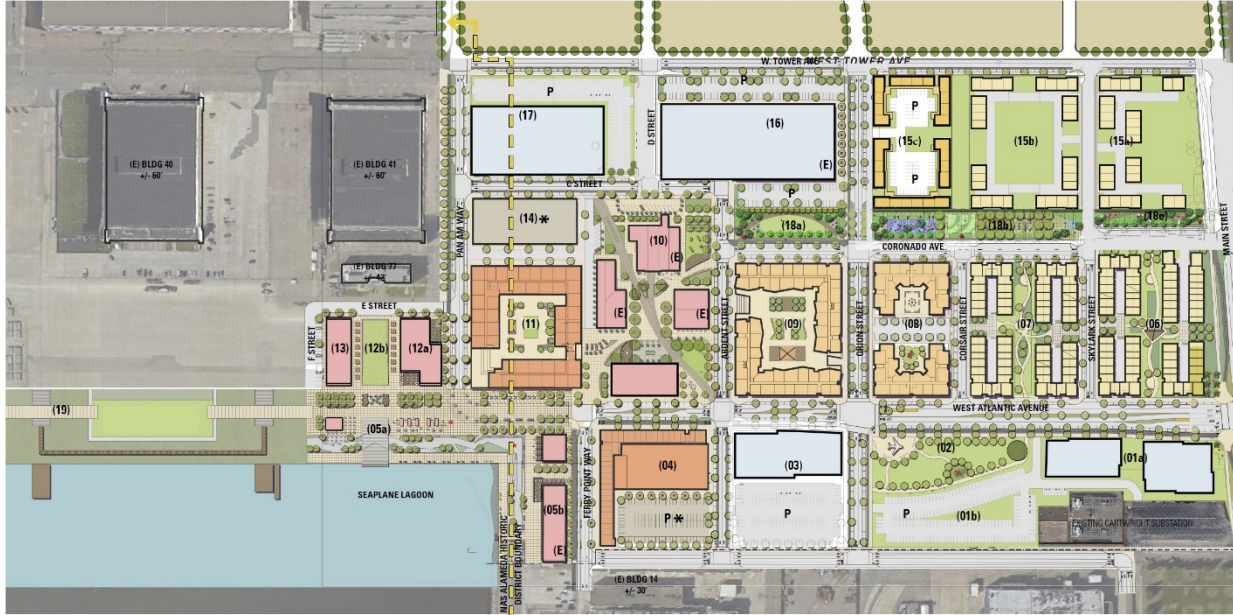 W. TOWER AVE
WEST TOWER AVE
P
P
(17)
(16)
D STREET
(E)
P
(15c)
P
(15b)
(15a)
(E) BLDG 40
+/- 60'
(E) BLDG 41
+/- 60'
C STREET
P
PAN AM WAY
(14)*
(10)
(E)
(18a)
(18b)
(18c)
CORONADO AVE
MAIN STREET
(E) BLDG 77
+/- 42'
E STREET
F STREET
(13)
(12b)
(12a)
(11)
(E)
(E)
ARDENT STREET
(09)
ORION STREET
(08)
CORSAIR STREET
(07)
SKYLARK STREET
(06)
(19)
(05a)
WEST ATLANTIC AVENUE
SEAPLANE LAGOON
NAS ALAMEDA HISTORIC
DISTRICT BOUNDARY
(05b)
(E)
FERRY POINT WAY
(04)
P*
(03)
P
(02)
(01a)
P
(01b)
EXISTING CARTWRIGHT SUBSTATION
(E) BLDG 14
+/- 30'